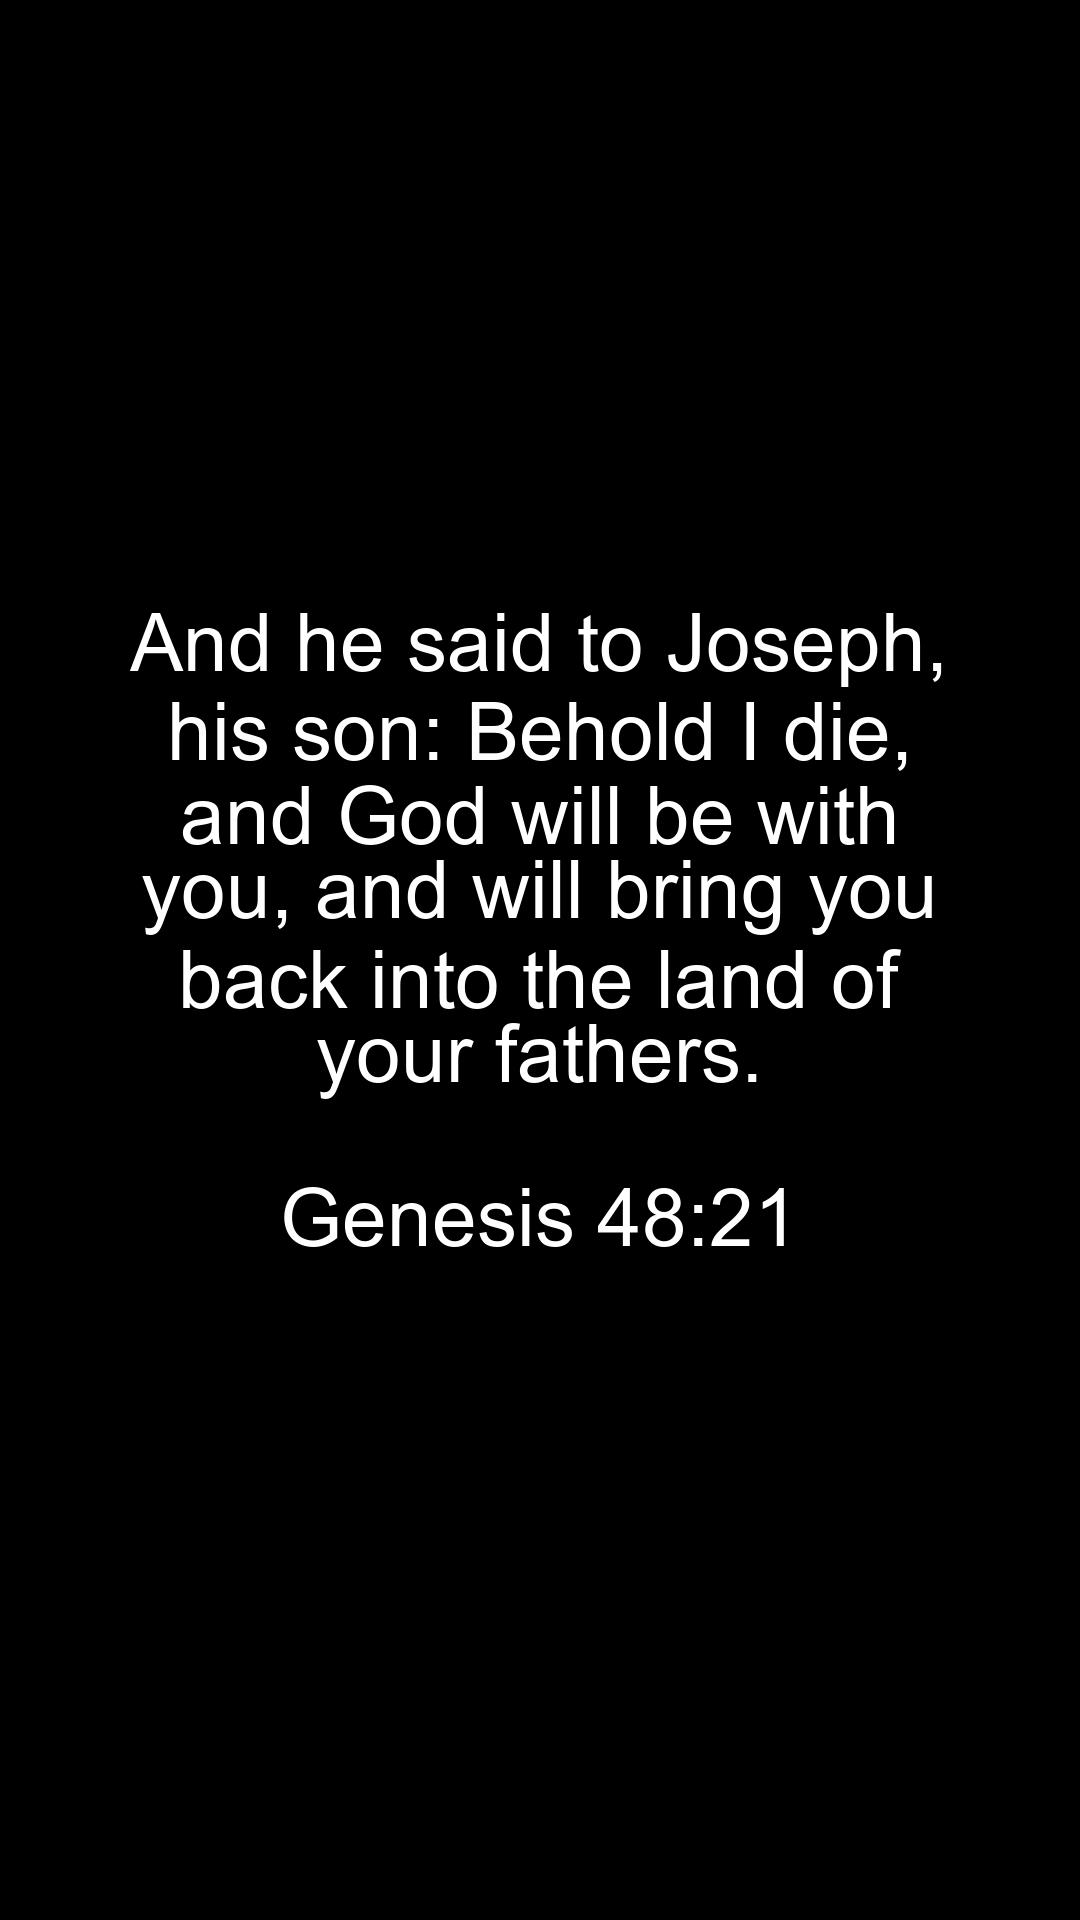 And he said to Joseph,
his son: Behold I die,
and God will be with
you, and will bring you
back into the land of
your fathers.
Genesis 48:21